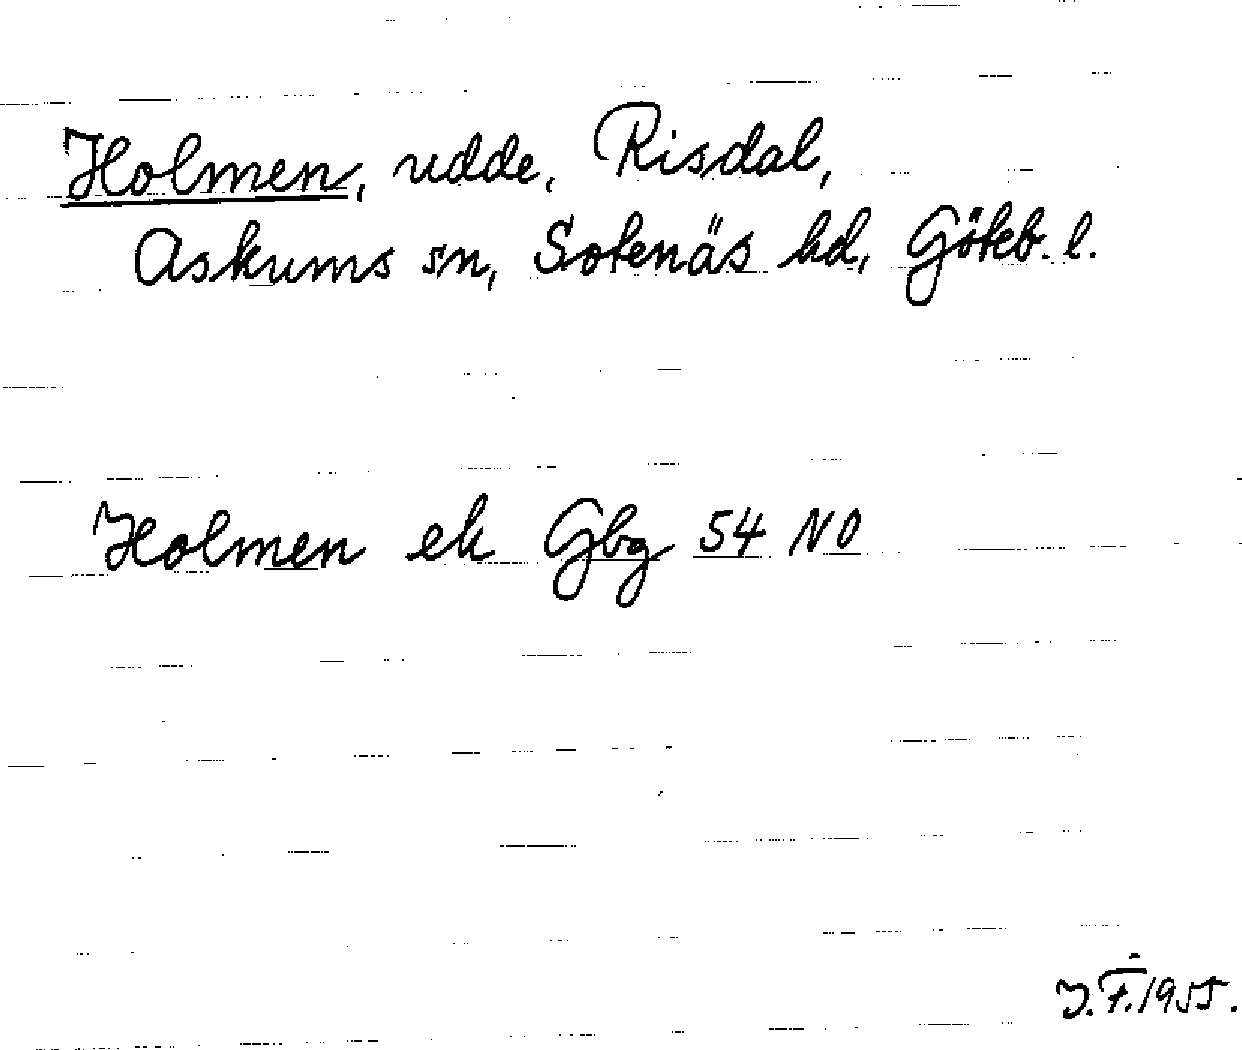 Holmen, udde, Risdal,
Askums sn, Sotenäs hd, Göteb. l.
Holmen ek Gbg 54 NO
J.F. 1955.